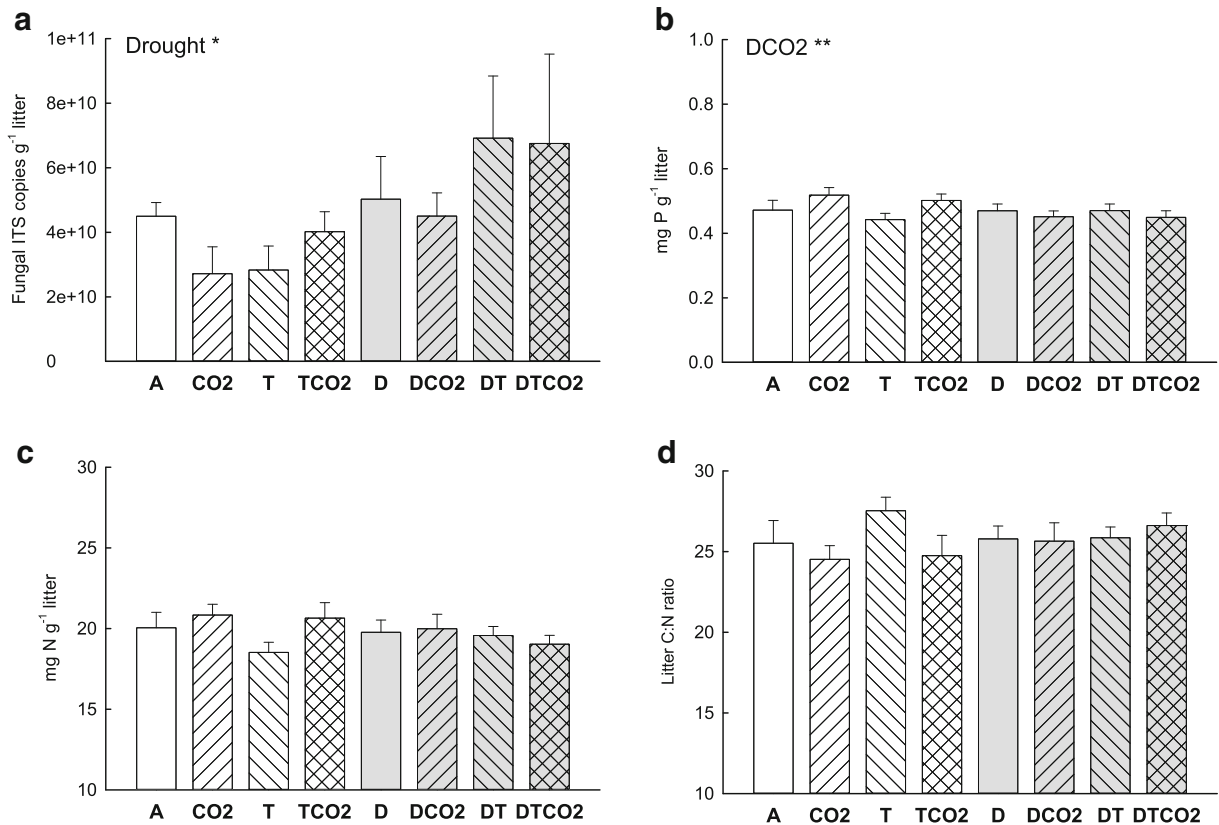 a
Drought *
1e+11
8e+10
6e+10
4e+10
2e+10
0
Fungal ITS copies g⁻¹ litter
A CO2 T TCO2 D DCO2 DT DTCO2
b
DCO2 **
1.0
0.8
0.6
0.4
0.2
0.0
mg P g⁻¹ litter
A CO2 T TCO2 D DCO2 DT DTCO2
c
30
25
20
15
10
mg N g⁻¹ litter
A CO2 T TCO2 D DCO2 DT DTCO2
d
30
25
20
15
10
Litter C:N ratio
A CO2 T TCO2 D DCO2 DT DTCO2